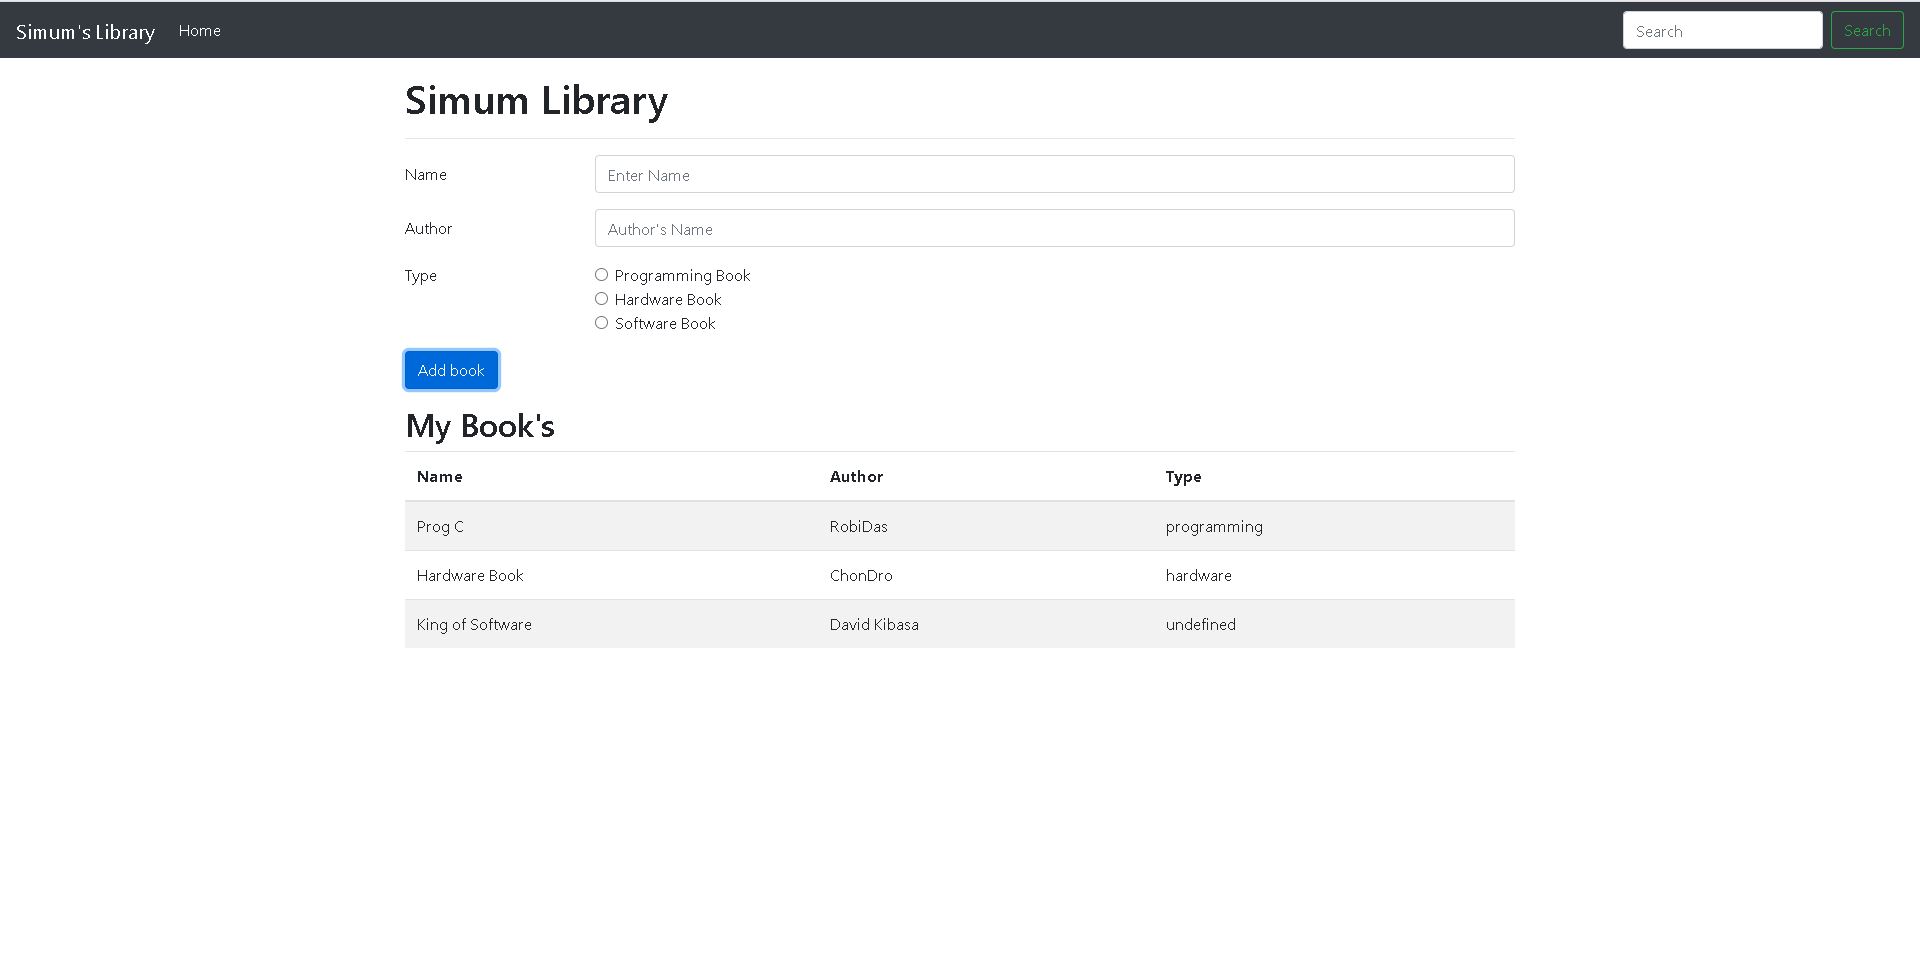 Simum's Library Home Search Search
Simum Library
Name Enter Name
Author Author's Name
Type Programming Book
Hardware Book
Software Book
Add book
My Book's
Name Author Type
Prog C RobiDas programming
Hardware Book ChonDro hardware
King of Software David Kibasa undefined